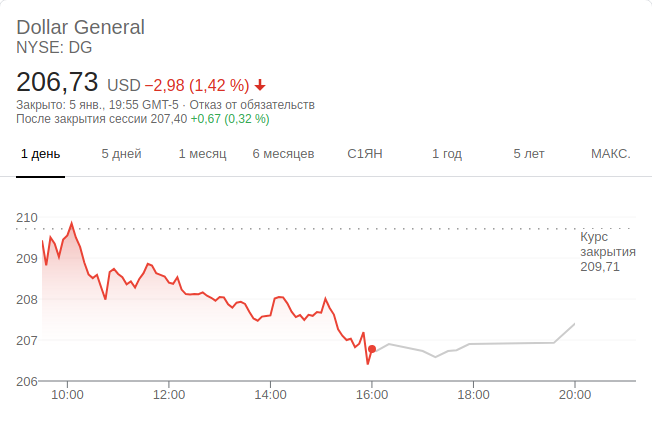 Dollar General
NYSE: DG
206,73 USD −2,98 (1,42 %)
Закрыто: 5 янв., 19:55 GMT-5 · Отказ от обязательств
После закрытия сессии 207,40 +0,67 (0,32 %)
1 день 5 дней 1 месяц 6 месяцев С1ЯН 1 год 5 лет МАКС.
210
Курс
закрытия
209,71
209
208
207
206
10:00 12:00 14:00 16:00 18:00 20:00